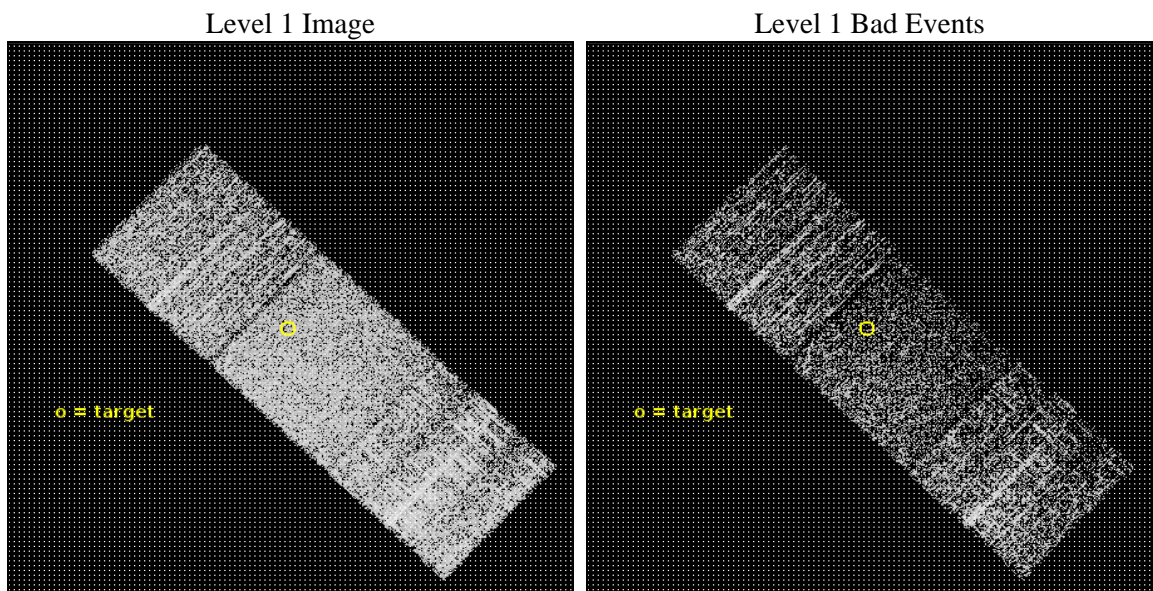 Level 1 Image
Level 1 Bad Events
o = target
o = target